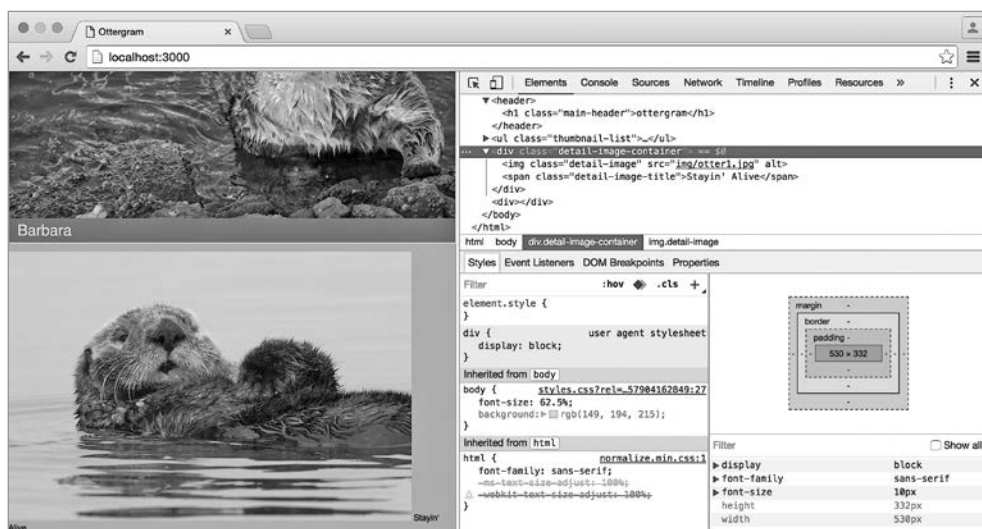 Ottergram ×
localhost:3000
Elements Console Sources Network Timeline Profiles Resources » ⋮ ×
▼<header>
<h1 class="main-header">ottergram</h1>
</header>
▶<ul class="thumbnail-list">…</ul>
… ▼<div class="detail-image-container"> == $0
<img class="detail-image" src="img/otter1.jpg" alt>
<span class="detail-image-title">Stayin' Alive</span>
</div>
<div></div>
</body>
</html>
html body div.detail-image-container img.detail-image
Styles Event Listeners DOM Breakpoints Properties
Filter :hov .cls +
element.style {
}
div { user agent stylesheet
display: block;
}
Inherited from body
body { styles.css?rel=…57904162849:27
font-size: 62.5%;
background:▶ rgb(149, 194, 215);
}
Inherited from html
html { normalize.min.css:1
font-family: sans-serif;
-ms-text-size-adjust: 100%;
-webkit-text-size-adjust: 100%;
}
margin -
border -
padding -
530 × 332
Filter Show all
▶ display block
▶ font-family sans-serif
▶ font-size 10px
height 332px
width 530px
Barbara
Stayin'
Alive